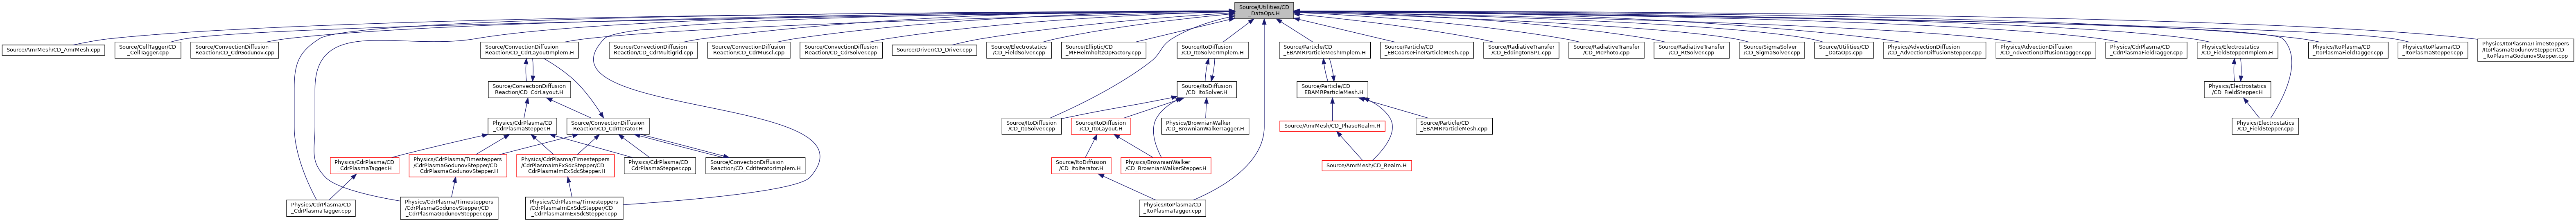 Source/Utilities/CD
_DataOps.H
Source/AmrMesh/CD_AmrMesh.cpp
Source/CellTagger/CD
_CellTagger.cpp
Source/ConvectionDiffusion
Reaction/CD_CdrGodunov.cpp
Source/ConvectionDiffusion
Reaction/CD_CdrLayoutImplem.H
Source/ConvectionDiffusion
Reaction/CD_CdrMultigrid.cpp
Source/ConvectionDiffusion
Reaction/CD_CdrMuscl.cpp
Source/ConvectionDiffusion
Reaction/CD_CdrSolver.cpp
Source/Driver/CD_Driver.cpp
Source/Electrostatics
/CD_FieldSolver.cpp
Source/Elliptic/CD
_MFHelmholtzOpFactory.cpp
Source/ItoDiffusion
/CD_ItoSolverImplem.H
Source/Particle/CD
_EBAMRParticleMeshImplem.H
Source/Particle/CD
_EBCoarseFineParticleMesh.cpp
Source/RadiativeTransfer
/CD_EddingtonSP1.cpp
Source/RadiativeTransfer
/CD_McPhoto.cpp
Source/RadiativeTransfer
/CD_RtSolver.cpp
Source/SigmaSolver
/CD_SigmaSolver.cpp
Source/Utilities/CD
_DataOps.cpp
Physics/AdvectionDiffusion
/CD_AdvectionDiffusionStepper.cpp
Physics/AdvectionDiffusion
/CD_AdvectionDiffusionTagger.cpp
Physics/CdrPlasma/CD
_CdrPlasmaFieldTagger.cpp
Physics/Electrostatics
/CD_FieldStepperImplem.H
Physics/ItoPlasma/CD
_ItoPlasmaFieldTagger.cpp
Physics/ItoPlasma/CD
_ItoPlasmaStepper.cpp
Physics/ItoPlasma/TimeSteppers
/ItoPlasmaGodunovStepper/CD
_ItoPlasmaGodunovStepper.cpp
Source/ConvectionDiffusion
Reaction/CD_CdrLayout.H
Source/ItoDiffusion
/CD_ItoSolver.H
Source/Particle/CD
_EBAMRParticleMesh.H
Physics/Electrostatics
/CD_FieldStepper.H
Physics/CdrPlasma/CD
_CdrPlasmaStepper.H
Source/ConvectionDiffusion
Reaction/CD_CdrIterator.H
Source/ItoDiffusion
/CD_ItoSolver.cpp
Source/ItoDiffusion
/CD_ItoLayout.H
Physics/BrownianWalker
/CD_BrownianWalkerTagger.H
Source/AmrMesh/CD_PhaseRealm.H
Source/Particle/CD
_EBAMRParticleMesh.cpp
Physics/Electrostatics
/CD_FieldStepper.cpp
Physics/CdrPlasma/CD
_CdrPlasmaTagger.H
Physics/CdrPlasma/Timesteppers
/CdrPlasmaGodunovStepper/CD
_CdrPlasmaGodunovStepper.H
Physics/CdrPlasma/Timesteppers
/CdrPlasmaImExSdcStepper/CD
_CdrPlasmaImExSdcStepper.H
Physics/CdrPlasma/CD
_CdrPlasmaStepper.cpp
Source/ConvectionDiffusion
Reaction/CD_CdrIteratorImplem.H
Source/ItoDiffusion
/CD_ItoIterator.H
Physics/BrownianWalker
/CD_BrownianWalkerStepper.H
Source/AmrMesh/CD_Realm.H
Physics/CdrPlasma/CD
_CdrPlasmaTagger.cpp
Physics/CdrPlasma/Timesteppers
/CdrPlasmaGodunovStepper/CD
_CdrPlasmaGodunovStepper.cpp
Physics/CdrPlasma/Timesteppers
/CdrPlasmaImExSdcStepper/CD
_CdrPlasmaImExSdcStepper.cpp
Physics/ItoPlasma/CD
_ItoPlasmaTagger.cpp